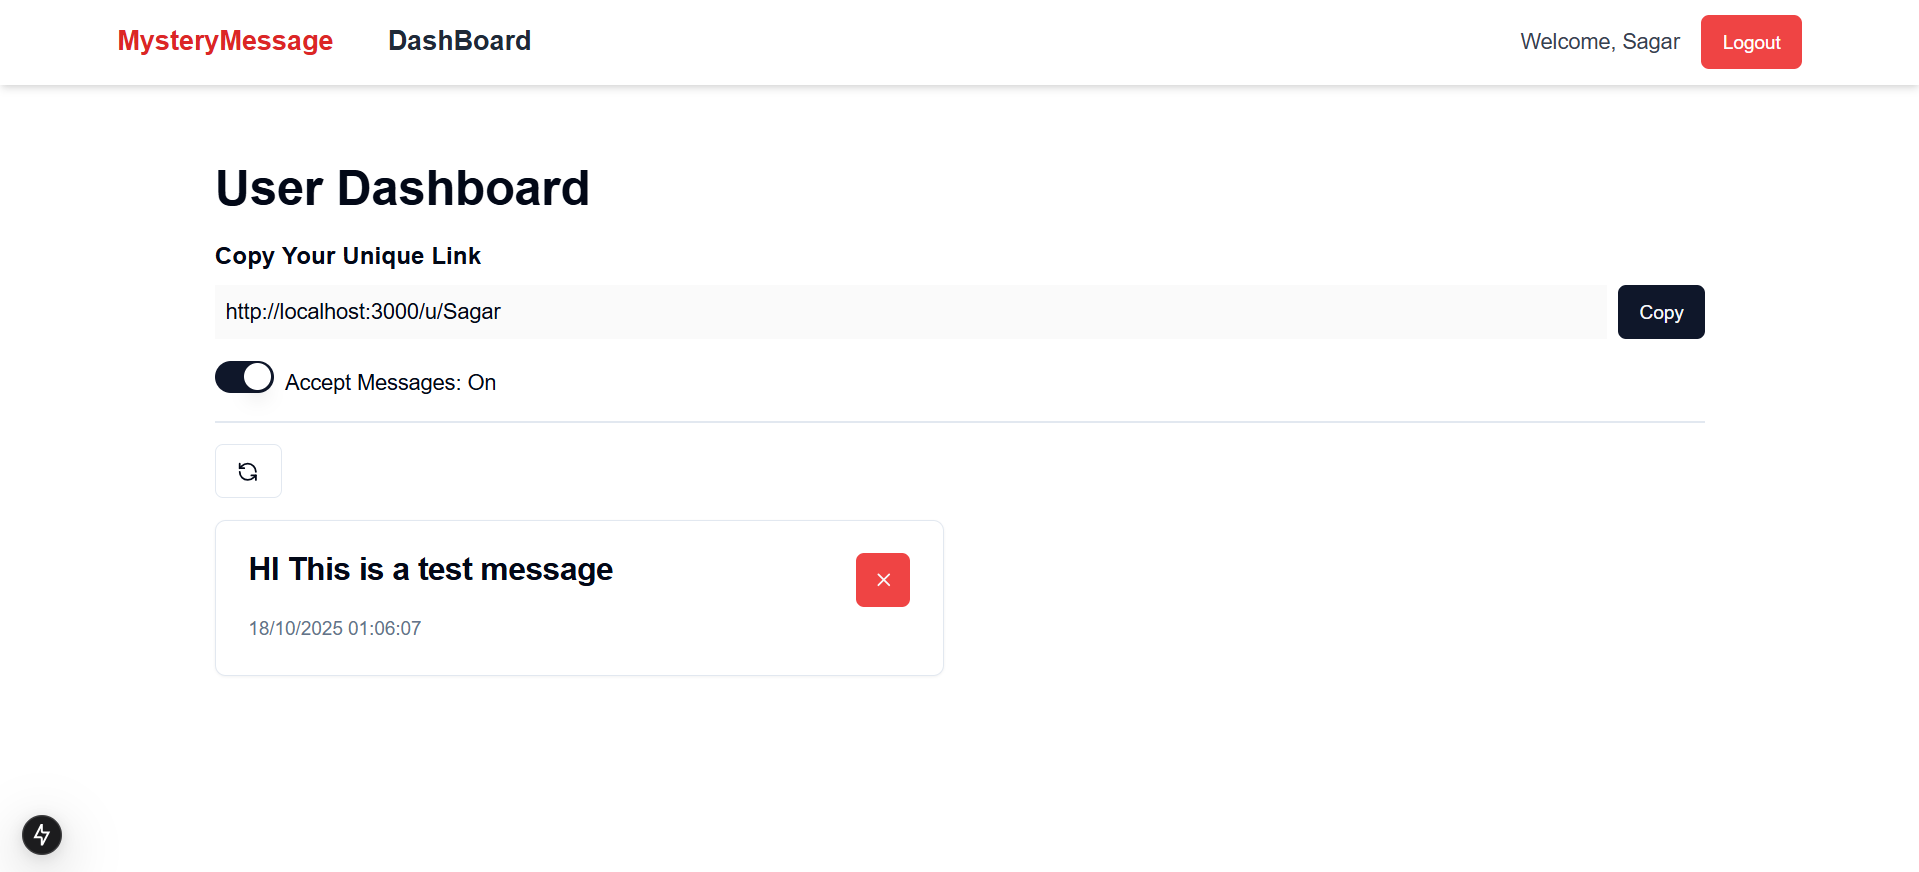 MysteryMessage DashBoard Welcome, Sagar Logout
User Dashboard
Copy Your Unique Link
http://localhost:3000/u/Sagar Copy
Accept Messages: On
HI This is a test message
18/10/2025 01:06:07